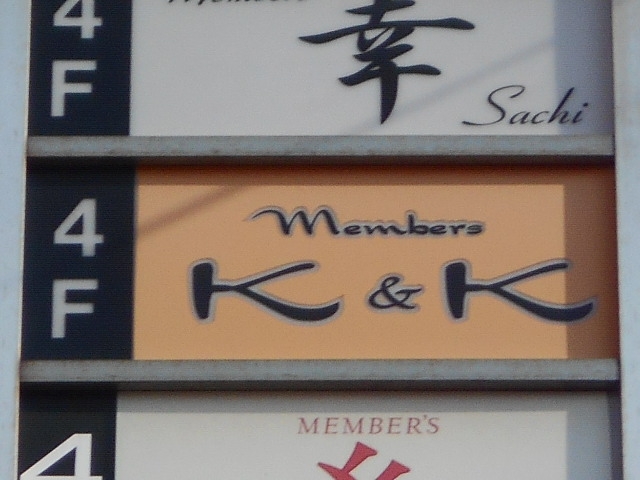 4F
幸
Sachi
4F
Members
K & K
MEMBER'S
4